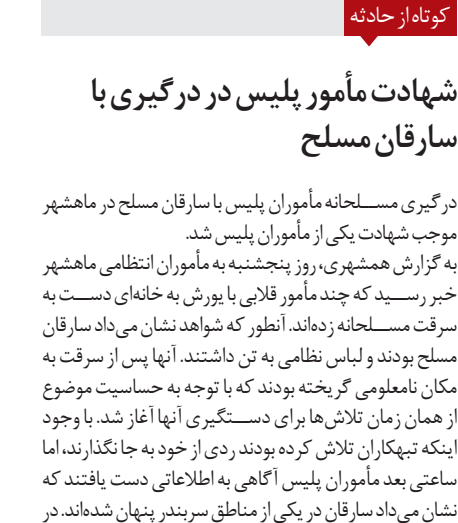 کوتاه از حادثه
شهادت مأمور پلیس در درگیری با
سارقان مسلح
درگیری مسلحانه مأموران پلیس با سارقان مسلح در ماهشهر
موجب شهادت یکی از مأموران پلیس شد.
به گزارش همشهری، روز پنجشنبه به مأموران انتظامی ماهشهر
خبر رسید که چند مأمور قلابی با یورش به خانه‌ای دست به
سرقت مسلحانه زده‌اند. آنطور که شواهد نشان می‌داد سارقان
مسلح بودند و لباس نظامی به تن داشتند. آنها پس از سرقت به
مکان نامعلومی گریخته بودند که با توجه به حساسیت موضوع
از همان زمان تلاش‌ها برای دستگیری آنها آغاز شد. با وجود
اینکه تبهکاران تلاش کرده بودند ردی از خود به جا نگذارند، اما
ساعتی بعد مأموران پلیس آگاهی به اطلاعاتی دست یافتند که
نشان می‌داد سارقان در یکی از مناطق سربندر پنهان شده‌اند. در